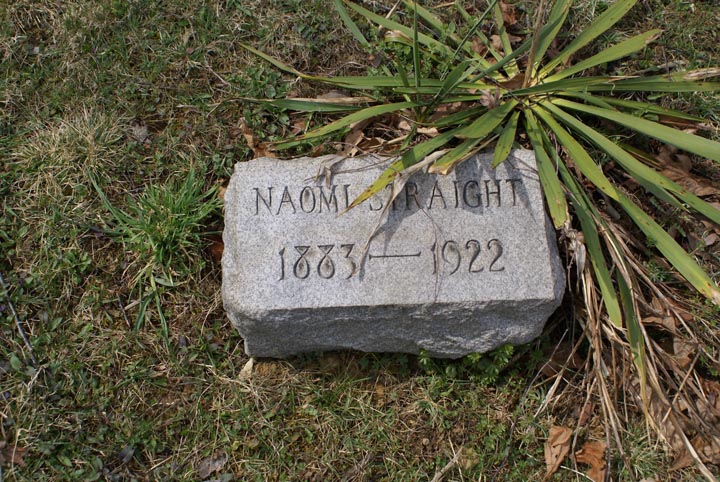 NAOMI STRAIGHT
1883 — 1922